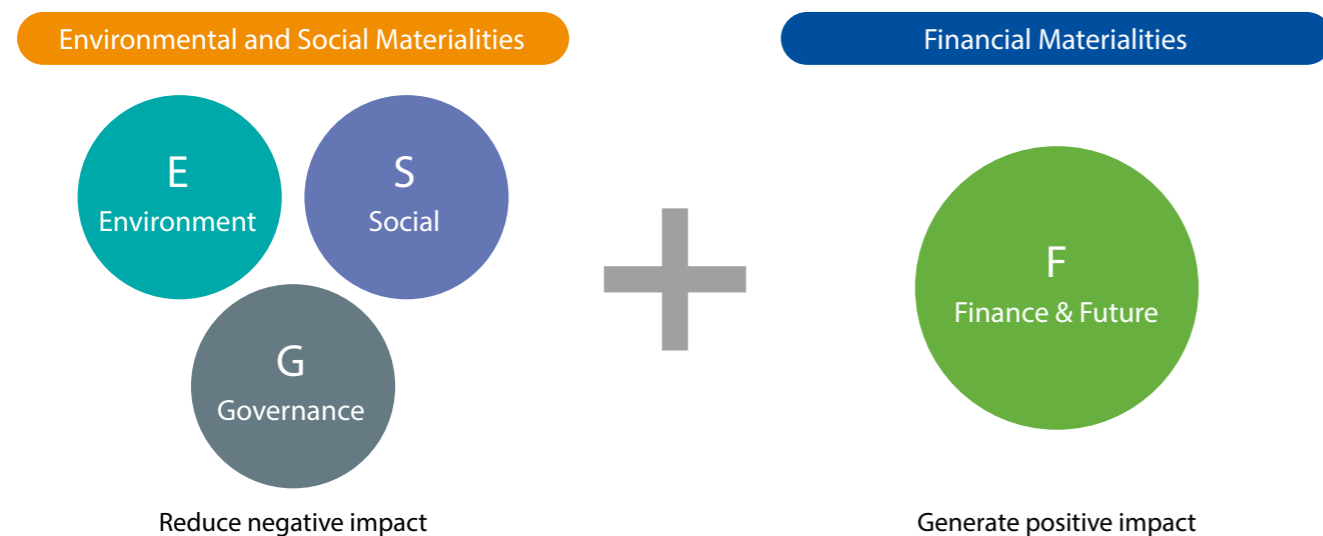 Environmental and Social Materialities
E
Environment
S
Social
G
Governance
Reduce negative impact
Financial Materialities
F
Finance & Future
Generate positive impact